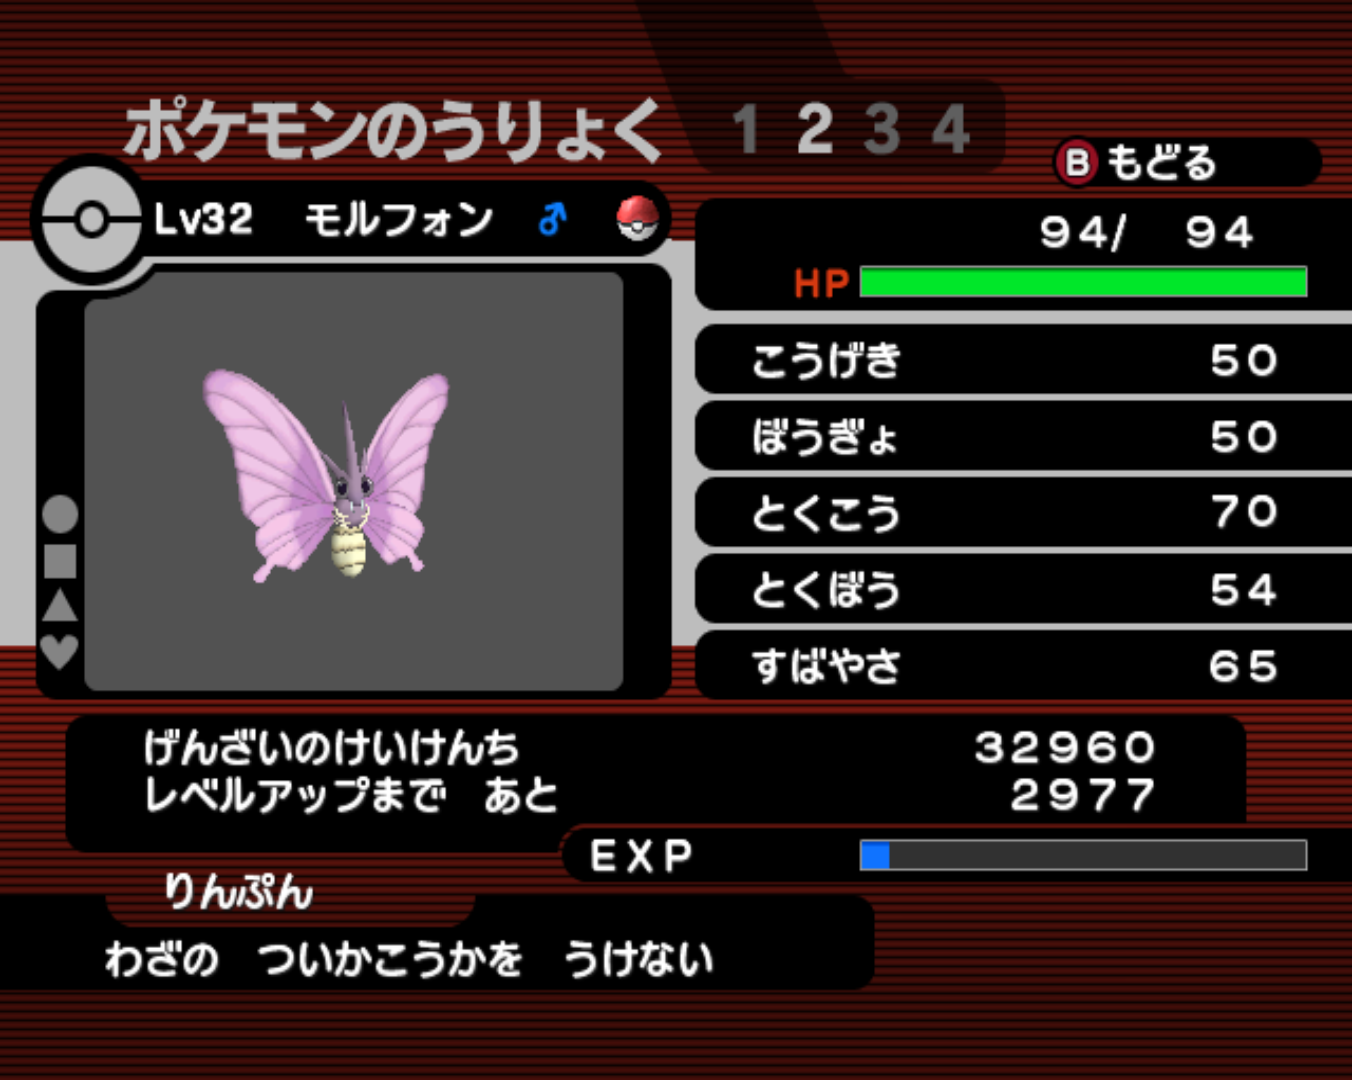 ポケモンのうりょく 1 2 3 4
B もどる
Lv32 モルフォン ♂
94/ 94
HP
こうげき 50
ぼうぎょ 50
とくこう 70
とくぼう 54
すばやさ 65
げんざいのけいけんち 32960
レベルアップまで あと 2977
EXP
りんぷん
わざの ついかこうかを うけない